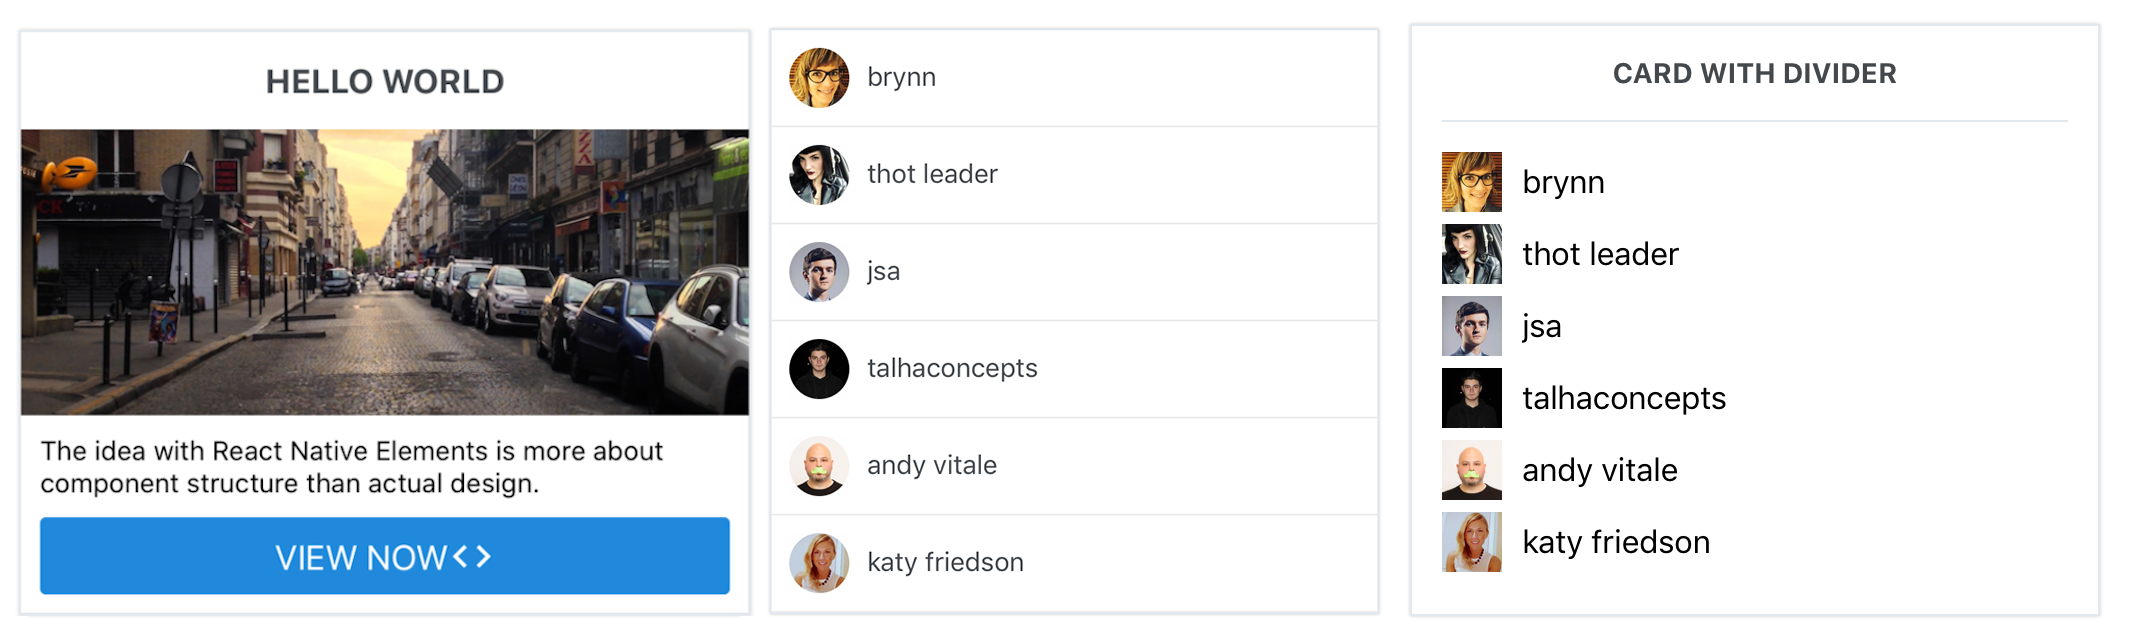 HELLO WORLD
The idea with React Native Elements is more about
component structure than actual design.
VIEW NOW<>
brynn
thot leader
jsa
talhaconcepts
andy vitale
katy friedson
CARD WITH DIVIDER
brynn
thot leader
jsa
talhaconcepts
andy vitale
katy friedson